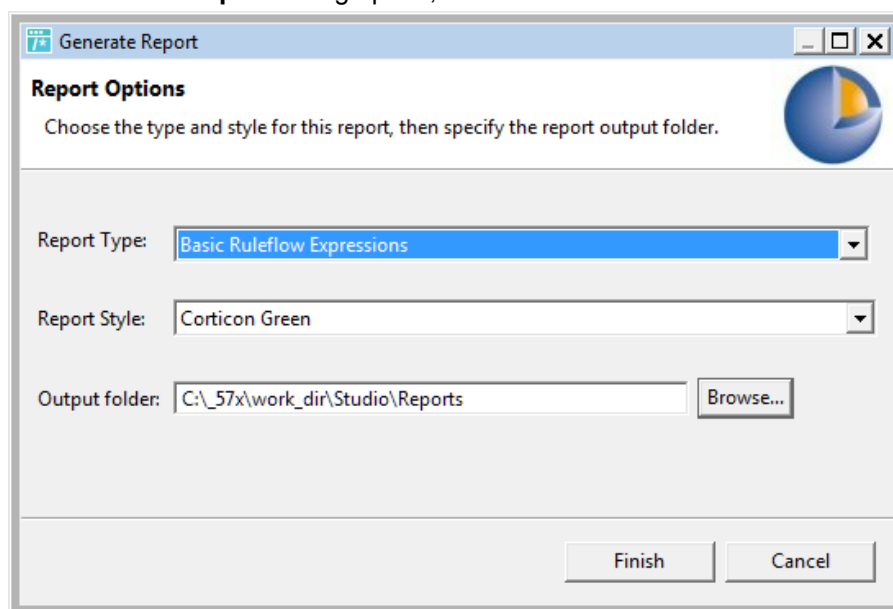 Generate Report
Report Options
Choose the type and style for this report, then specify the report output folder.
Report Type: Basic Ruleflow Expressions
Report Style: Corticon Green
Output folder: C:\_57x\work_dir\Studio\Reports Browse...
Finish Cancel